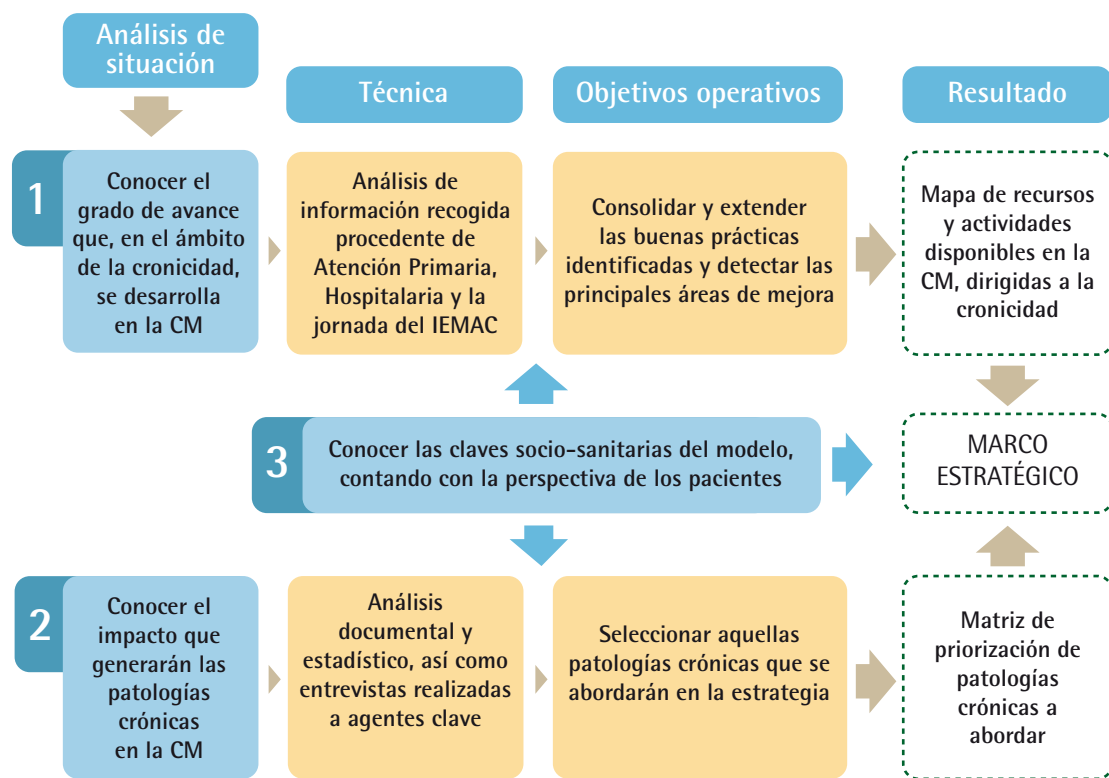 Análisis de
situación
Técnica
Objetivos operativos
Resultado
1
Conocer el
grado de avance
que, en el ámbito
de la cronicidad,
se desarrolla
en la CM
Análisis de
información recogida
procedente de
Atención Primaria,
Hospitalaria y la
jornada del IEMAC
Consolidar y extender
las buenas prácticas
identificadas y detectar las
principales áreas de mejora
Mapa de recursos
y actividades
disponibles en la
CM, dirigidas a la
cronicidad
3
Conocer las claves socio-sanitarias del modelo,
contando con la perspectiva de los pacientes
MARCO
ESTRATÉGICO
2
Conocer el
impacto que
generarán las
patologías
crónicas
en la CM
Análisis
documental y
estadístico, así como
entrevistas realizadas
a agentes clave
Seleccionar aquellas
patologías crónicas que se
abordarán en la estrategia
Matriz de
priorización de
patologías
crónicas a
abordar